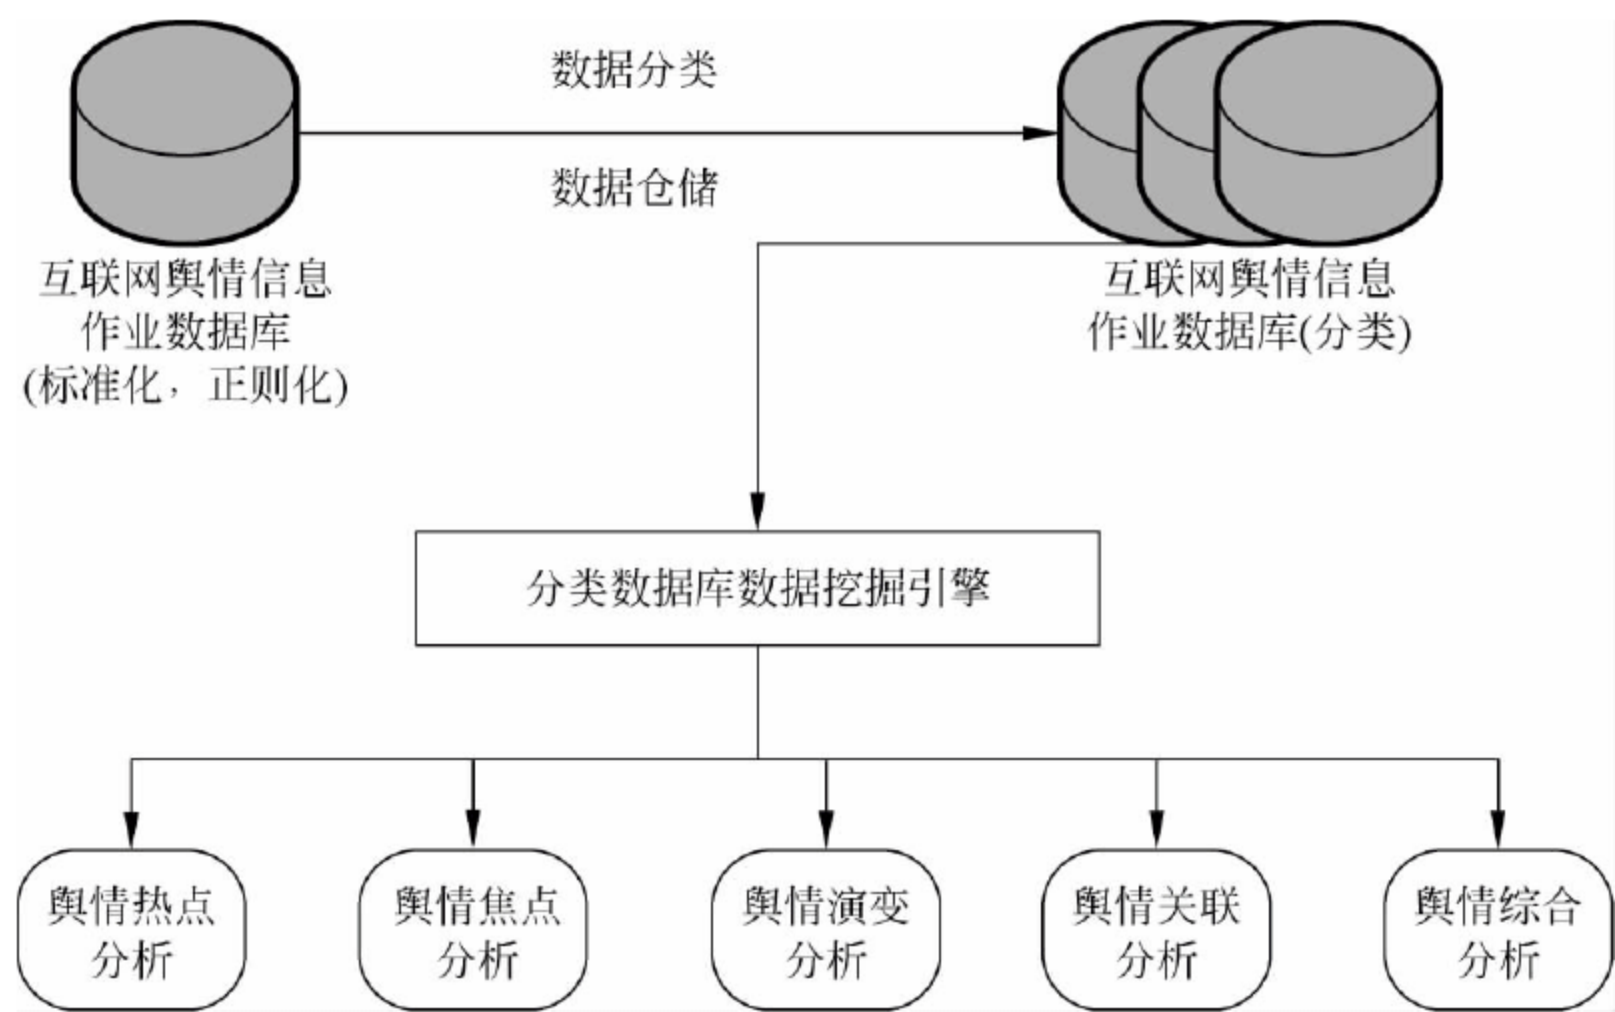 数据分类
数据仓储
互联网舆情信息
作业数据库
(标准化，正则化)
互联网舆情信息
作业数据库(分类)
分类数据库数据挖掘引擎
舆情热点
分析
舆情焦点
分析
舆情演变
分析
舆情关联
分析
舆情综合
分析